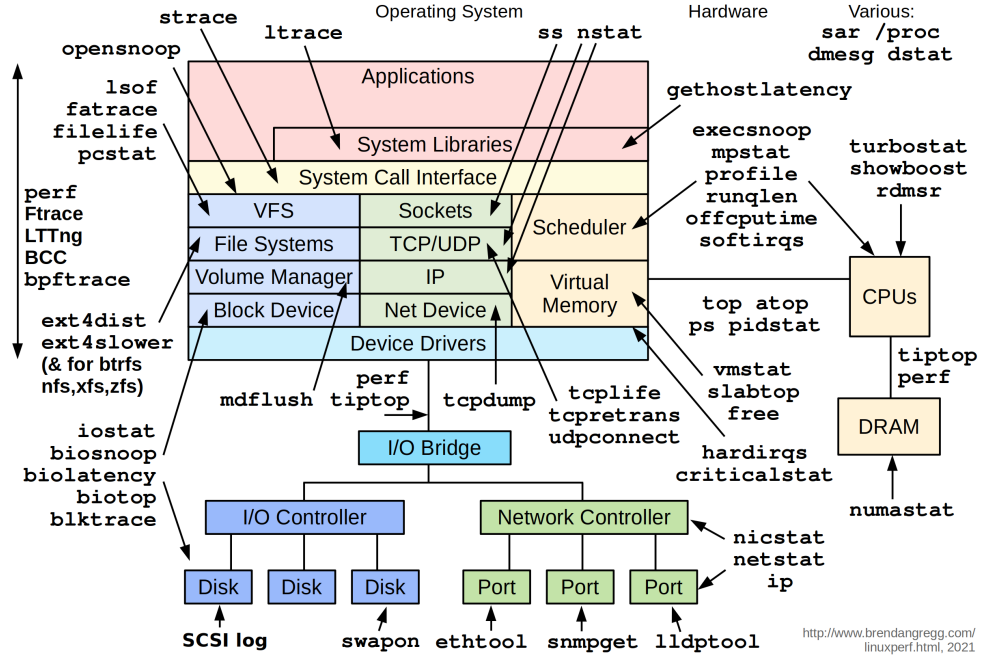 Operating System
Hardware
Various:
sar /proc
dmesg dstat
strace
ltrace
ss nstat
opensnoop
lsof
fatrace
filelife
pcstat
gethostlatency
Applications
System Libraries
System Call Interface
VFS
Sockets
Scheduler
File Systems
TCP/UDP
Volume Manager
IP
Virtual
Memory
Block Device
Net Device
Device Drivers
perf
Ftrace
LTTng
BCC
bpftrace
execsnoop
mpstat
profile
runqlen
offcputime
softirqs
turbostat
showboost
rdmsr
CPUs
top atop
ps pidstat
ext4dist
ext4slower
(& for btrfs
nfs,xfs,zfs)
mdflush
perf
tiptop
tcpdump
tcplife
tcpretrans
udpconnect
vmstat
slabtop
free
tiptop
perf
DRAM
hardirqs
criticalstat
numastat
iostat
biosnoop
biolatency
biotop
blktrace
I/O Bridge
I/O Controller
Network Controller
nicstat
netstat
ip
Disk
Disk
Disk
Port
Port
Port
SCSI log
swapon
ethtool
snmpget
lldptool
http://www.brendangregg.com/
linuxperf.html, 2021